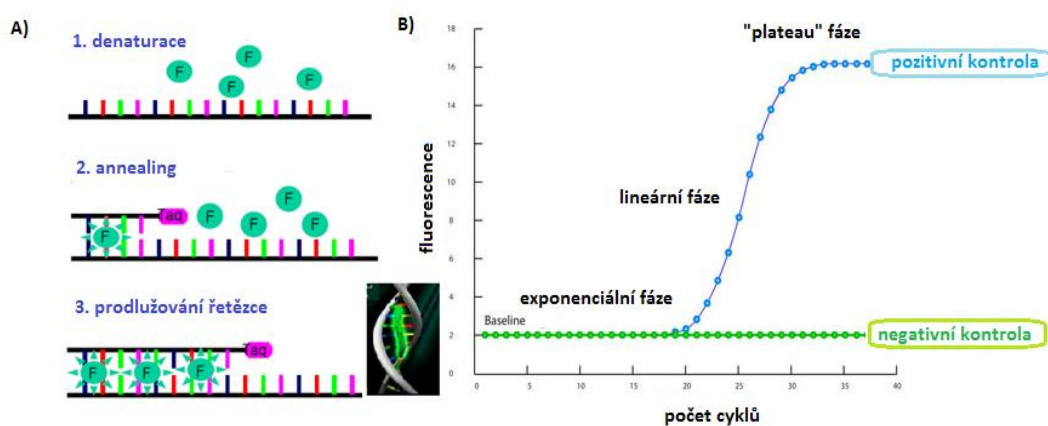 A)
1. denaturace
F
F
F
F
2. annealing
F
Taq
F
F
F
F
3. prodlužování řetězce
F
F
F
aq
B)
"plateau" fáze
pozitivní kontrola
lineární fáze
exponenciální fáze
Baseline
negativní kontrola
fluorescence
18
16
14
12
10
8
6
4
2
0
0
5
10
15
20
25
30
35
40
počet cyklů